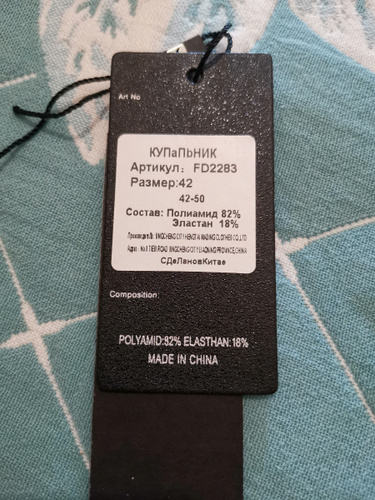 Art No
КУПаПЬНИК
Артикул: FD2283
Размер:42
42-50
Состав: Полиамид 82%
Эластан 18%
СДеЛановКитае
Composition:
POLYAMID:82% ELASTHAN:18%
MADE IN CHINA